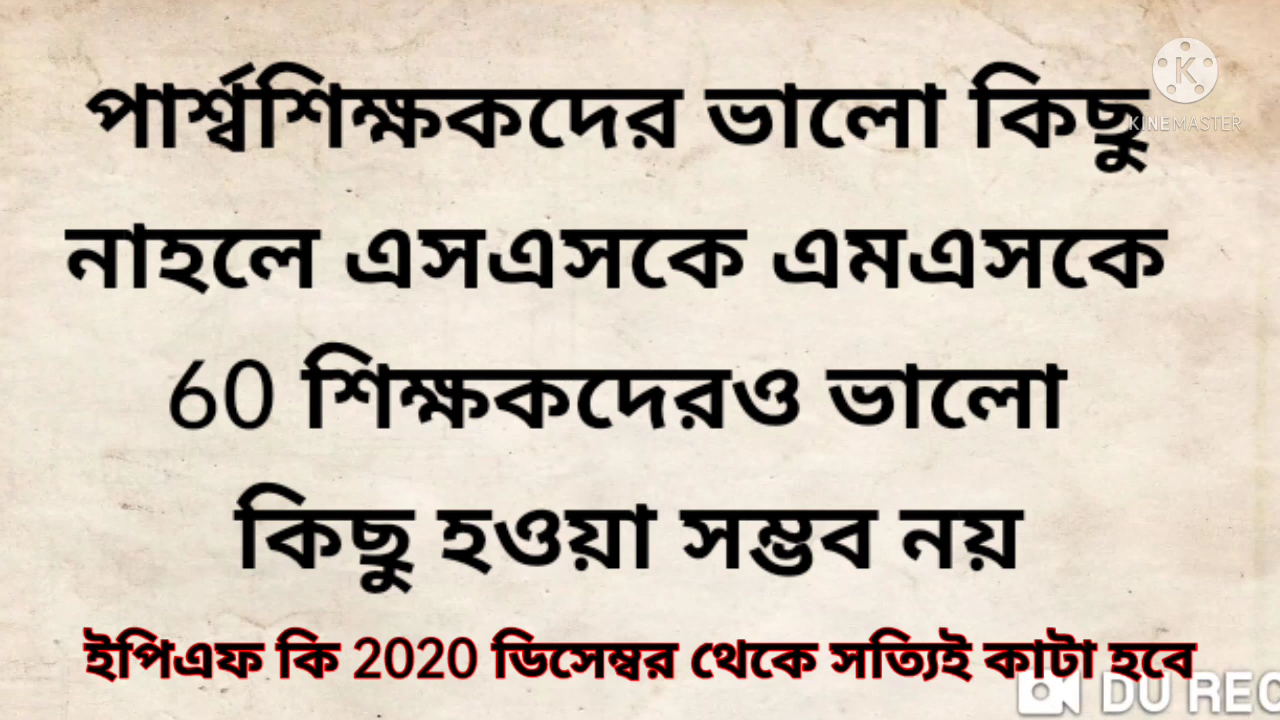 পার্শ্বশিক্ষকদের ভালো কিছু
নাহলে এসএসকে এমএসকে
60 শিক্ষকদেরও ভালো
কিছু হওয়া সম্ভব নয়
ইপিএফ কি 2020 ডিসেম্বর থেকে সত্যিই কাটা হবে
K
KINEMASTER
DU REC